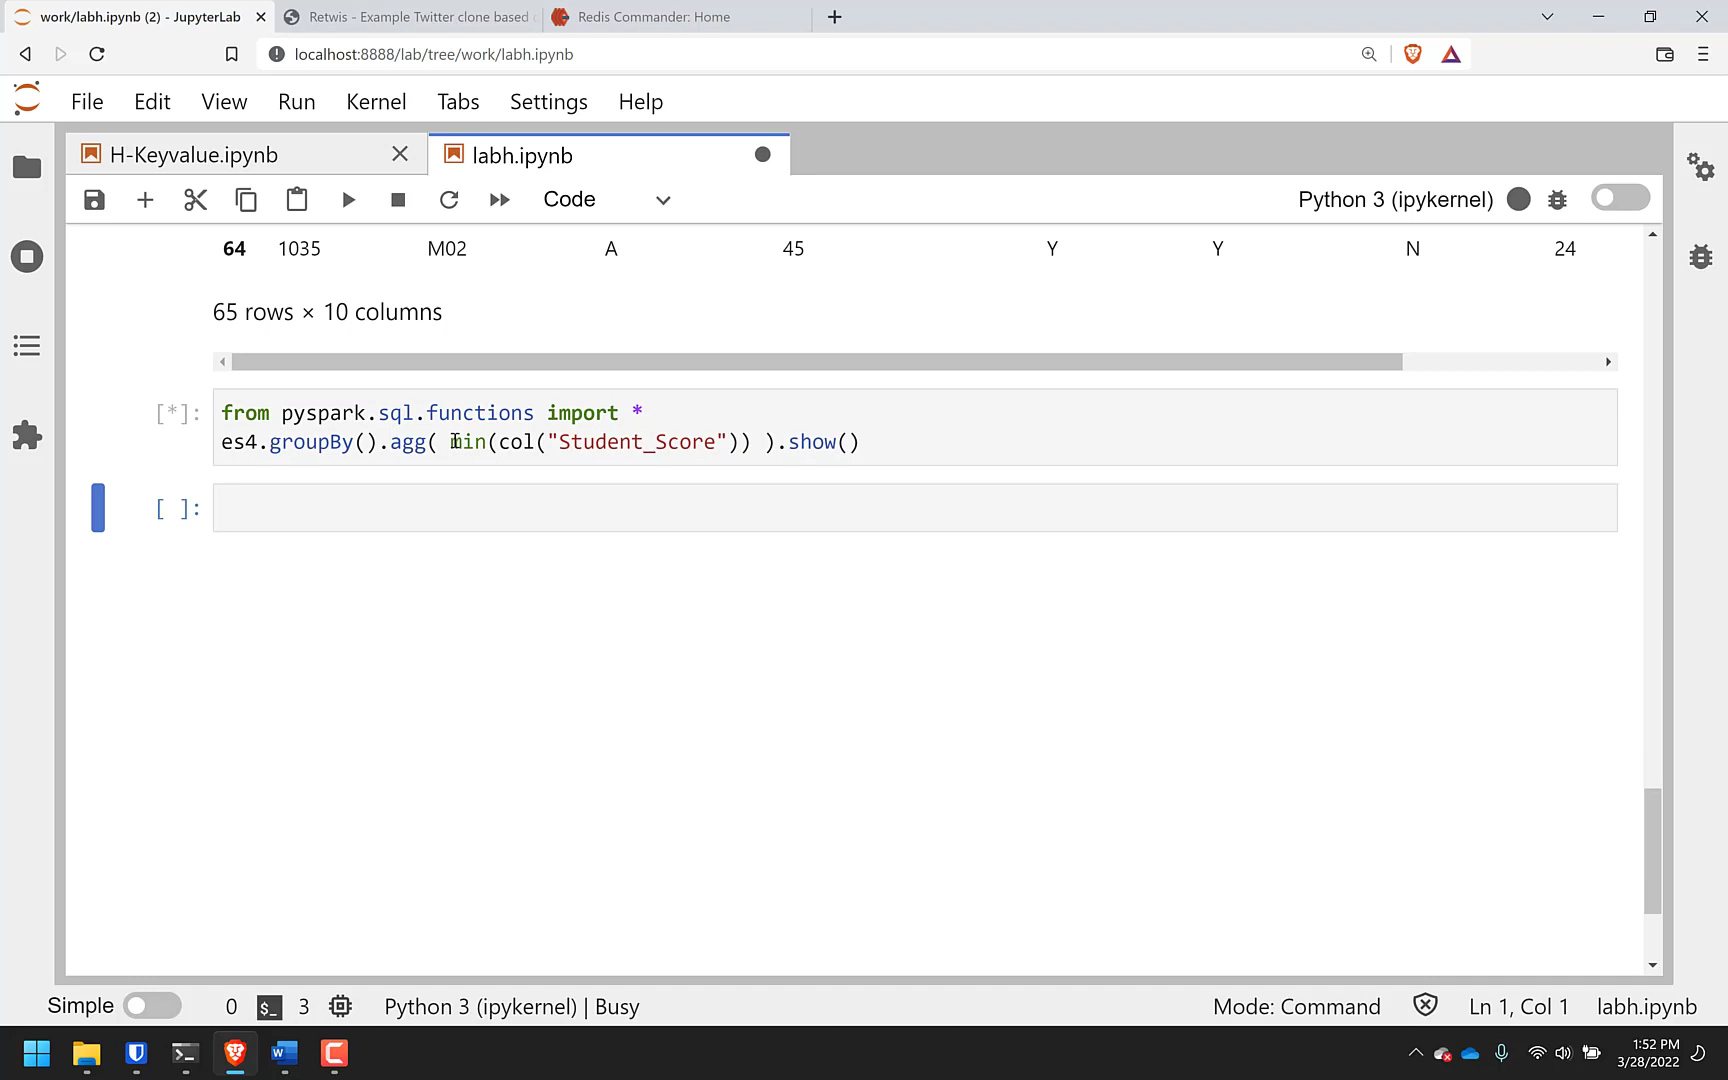 work/labh.ipynb (2) - JupyterLab
Retwis - Example Twitter clone based
Redis Commander: Home
localhost:8888/lab/tree/work/labh.ipynb
File Edit View Run Kernel Tabs Settings Help
H-Keyvalue.ipynb
labh.ipynb
Code
Python 3 (ipykernel)
64 1035 M02 A 45 Y Y N 24
65 rows × 10 columns
[*]: from pyspark.sql.functions import *
es4.groupBy().agg( min(col("Student_Score")) ).show()
[ ]:
Simple 0 $_ 3 Python 3 (ipykernel) | Busy Mode: Command Ln 1, Col 1 labh.ipynb
1:52 PM
3/28/2022